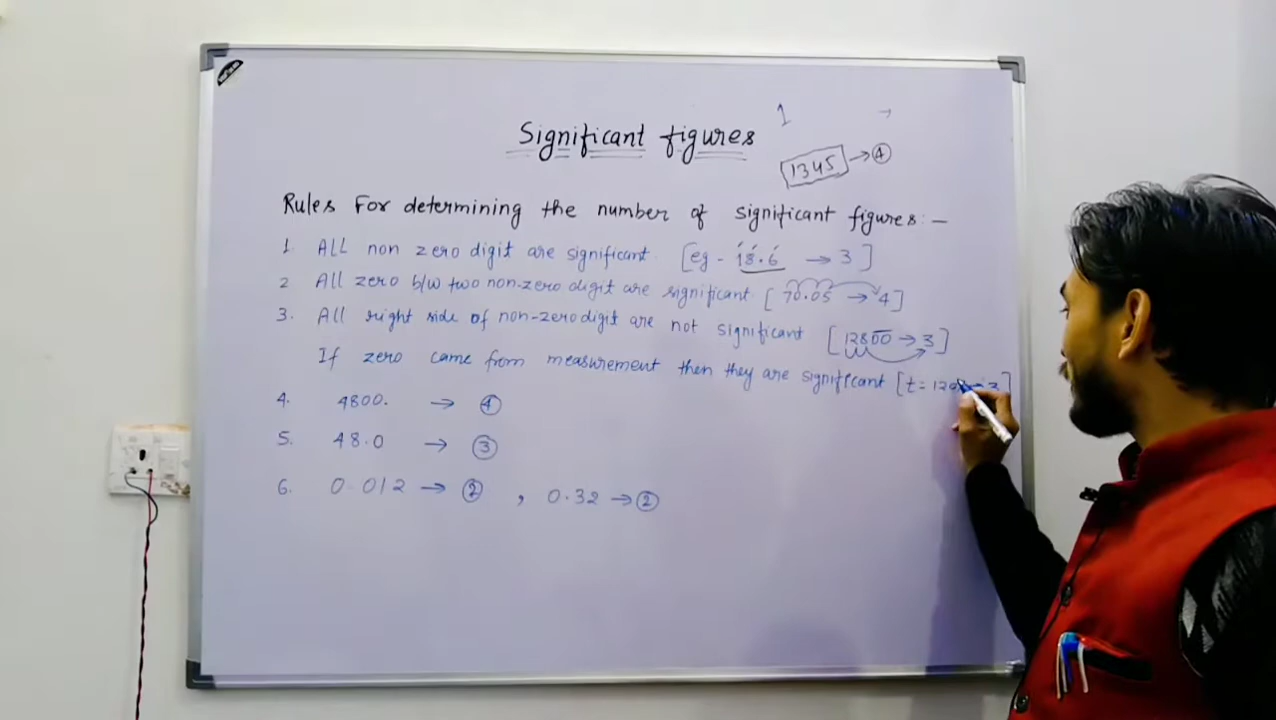 Significant figures
1
1345 → 4
Rules For determining the number of significant figures :-
1. All non zero digit are significant. [eg - 18.6 → 3]
2 All zero b/w two non-zero digit are significant [70.05 → 4]
3. All right side of non-zero digit are not significant [12800 → 3]
If zero came from measurement then they are significant [t = 120
4. 4800. → 4
5. 48.0 → 3
6. 0.012 → 2 , 0.32 → 2